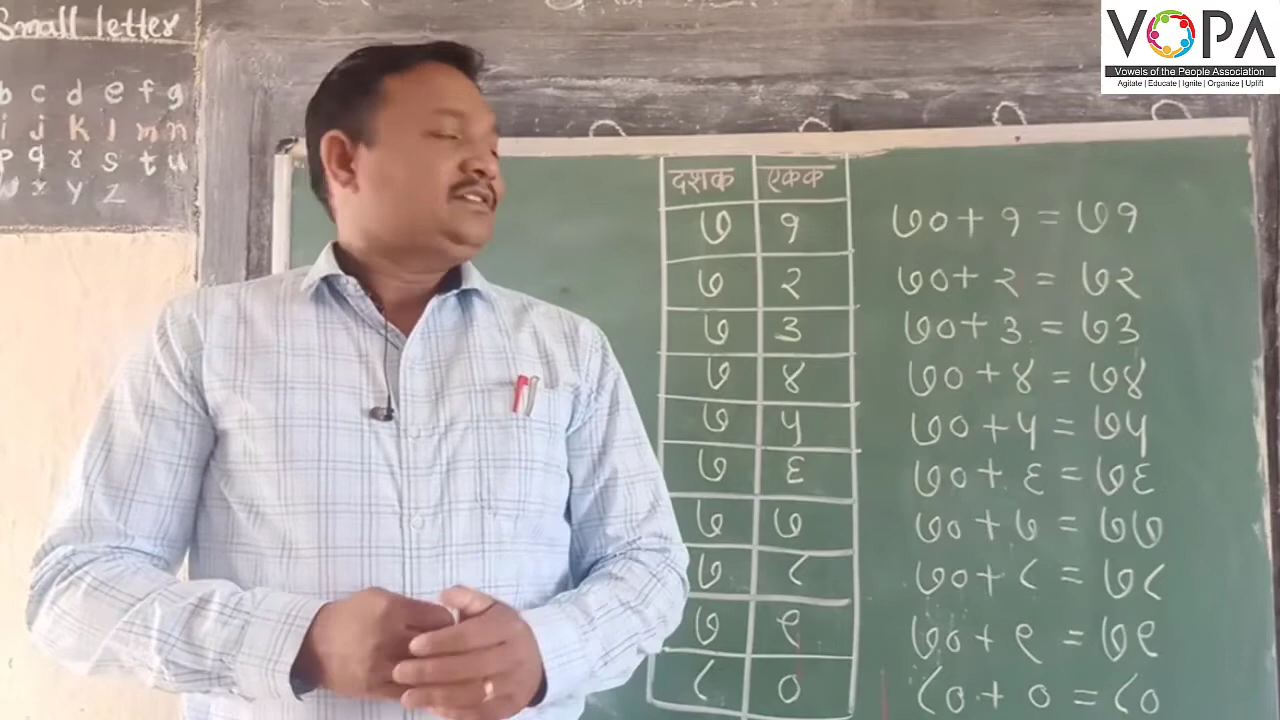 Small letter
b c d e f g
i j k l m n
p q r s t u
x y z
VOPA
Vowels of the People Association
Agitate | Educate | Ignite | Organize | Uplift
दशक एकक
७ १ ७० + १ = ७१
७ २ ७० + २ = ७२
७ ३ ७० + ३ = ७३
७ ४ ७० + ४ = ७४
७ ५ ७० + ५ = ७५
७ ६ ७० + ६ = ७६
७ ७ ७० + ७ = ७७
७ ८ ७० + ८ = ७८
७ ९ ७० + ९ = ७९
८ ० ८० + ० = ८०